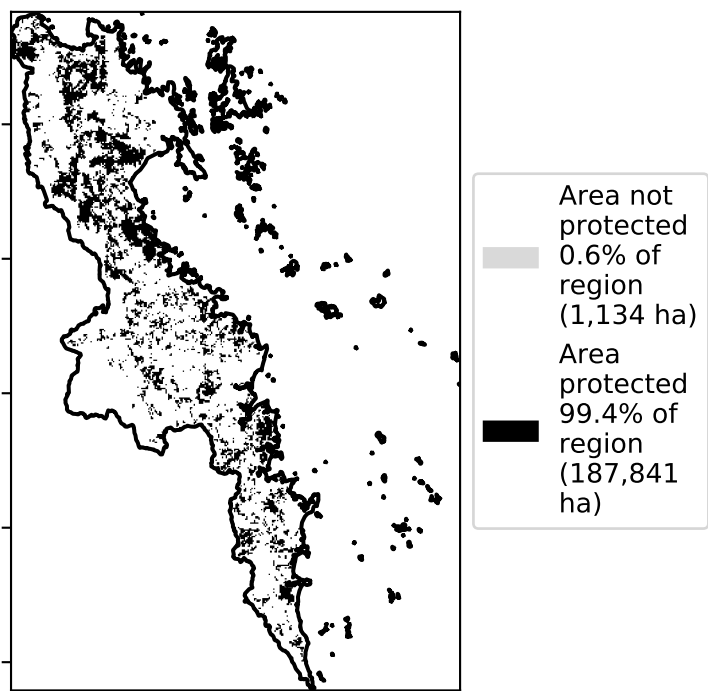 Area not
protected
0.6% of
region
(1,134 ha)
Area
protected
99.4% of
region
(187,841
ha)